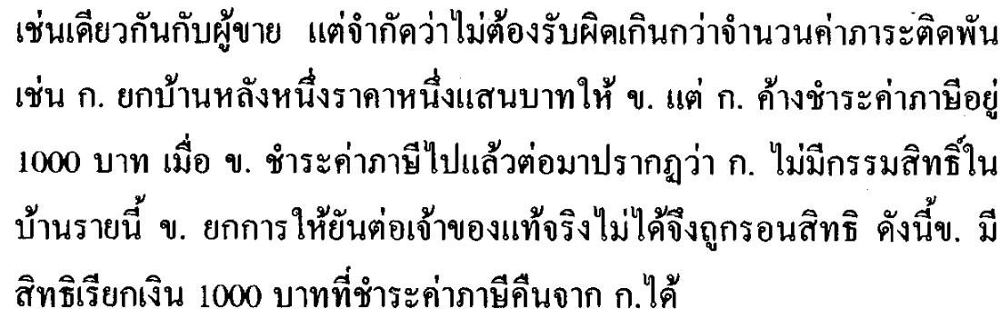 เช่นเดียวกันกับผู้ขาย แต่จำกัดว่าไม่ต้องรับผิดเกินกว่าจำนวนค่าภาระติดพัน
เช่น ก. ยกบ้านหลังหนึ่งราคาหนึ่งแสนบาทให้ ข. แต่ ก. ค้างชำระค่าภาษีอยู่
1000 บาท เมื่อ ข. ชำระค่าภาษีไปแล้วต่อมาปรากฏว่า ก. ไม่มีกรรมสิทธิ์ใน
บ้านรายนี้ ข. ยกการให้ยันต่อเจ้าของแท้จริงไม่ได้จึงถูกรอนสิทธิ ดังนี้ข. มี
สิทธิเรียกเงิน 1000 บาทที่ชำระค่าภาษีคืนจาก ก.ได้